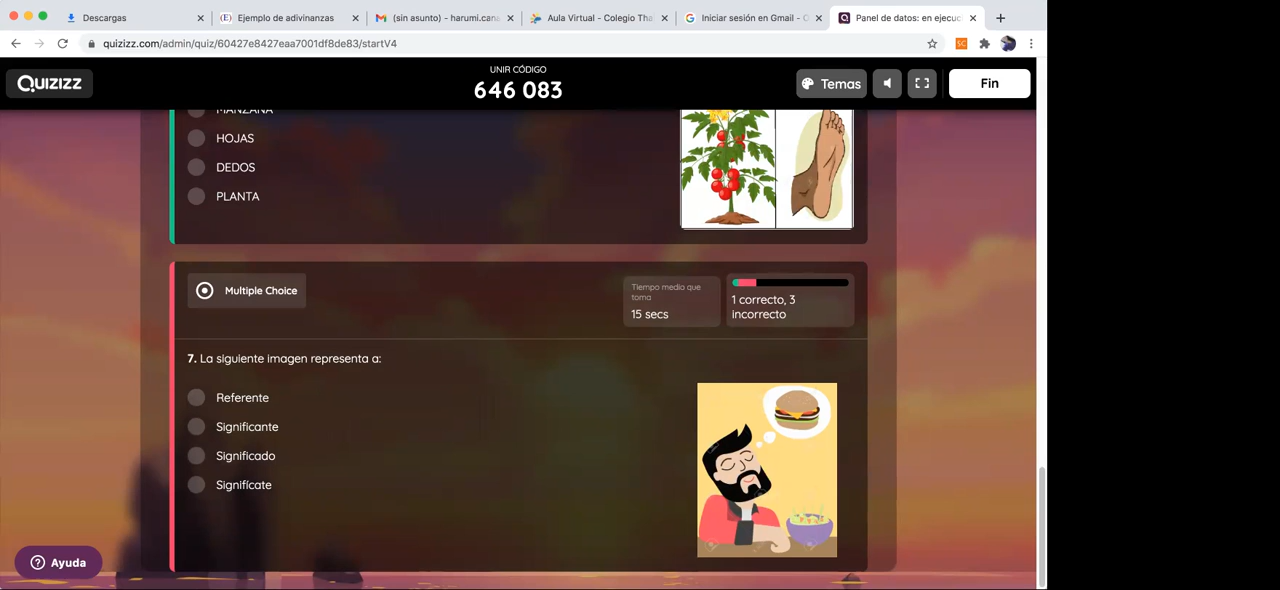 Descargas
Ejemplo de adivinanzas
(sin asunto) - harumi.cana
Aula Virtual - Colegio Tha
Iniciar sesión en Gmail - C
Panel de datos: en ejecuc
quizizz.com/admin/quiz/60427e8427eaa7001df8de83/startV4
QUIZIZZ
UNIR CÓDIGO
646 083
Temas
Fin
MANZANA
HOJAS
DEDOS
PLANTA
Multiple Choice
Tiempo medio que
toma
15 secs
1 correcto, 3
incorrecto
7. La siguiente imagen representa a:
Referente
Significante
Significado
Signifícate
Ayuda